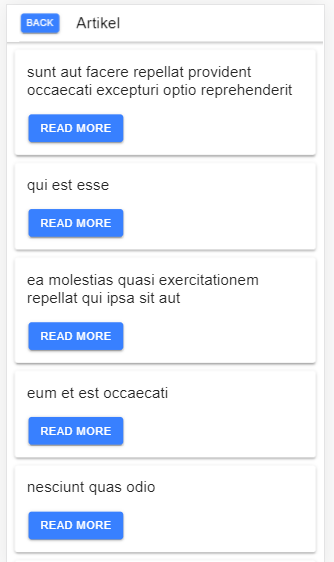 BACK Artikel
sunt aut facere repellat provident
occaecati excepturi optio reprehenderit
READ MORE
qui est esse
READ MORE
ea molestias quasi exercitationem
repellat qui ipsa sit aut
READ MORE
eum et est occaecati
READ MORE
nesciunt quas odio
READ MORE